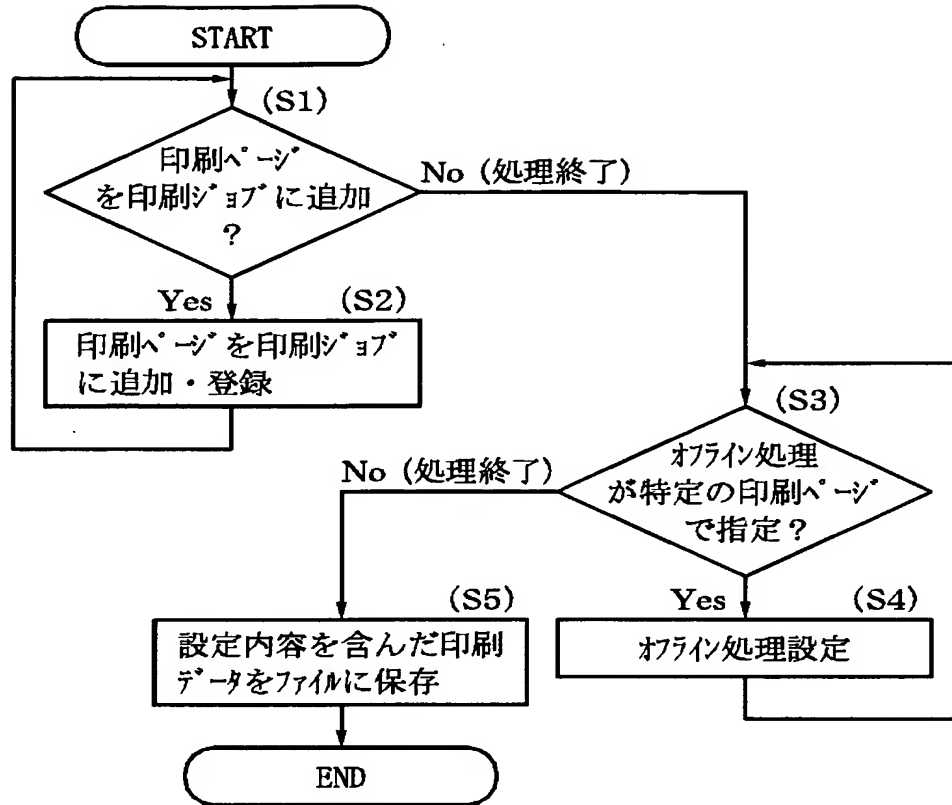 START
(S1)
印刷ページ
を印刷ジョブに追加
?
No (処理終了)
Yes
(S2)
印刷ページを印刷ジョブ
に追加・登録
(S3)
オフライン処理
が特定の印刷ページ
で指定?
No (処理終了)
Yes
(S4)
オフライン処理設定
(S5)
設定内容を含んだ印刷
データをファイルに保存
END